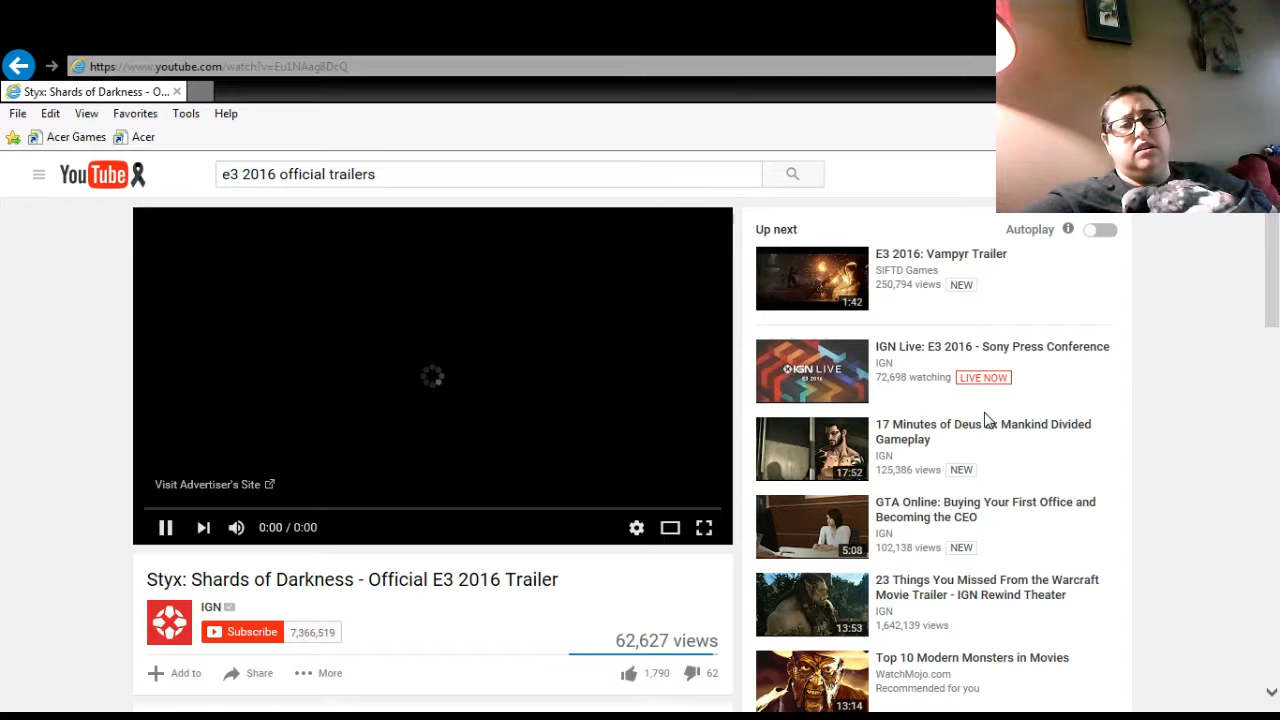 https://www.youtube.com/watch?v=Eu1NAag8DcQ
Styx: Shards of Darkness - O...
File Edit View Favorites Tools Help
Acer Games Acer
YouTube
e3 2016 official trailers
Visit Advertiser's Site
0:00 / 0:00
Styx: Shards of Darkness - Official E3 2016 Trailer
IGN
Subscribe 7,366,519
62,627 views
Add to Share More 1,790 62
Up next Autoplay
E3 2016: Vampyr Trailer
SIFTD Games
250,794 views NEW
1:42
IGN Live: E3 2016 - Sony Press Conference
IGN
72,698 watching LIVE NOW
IGN LIVE
E3 2016
17 Minutes of Deus Ex Mankind Divided
Gameplay
IGN
125,386 views NEW
17:52
GTA Online: Buying Your First Office and
Becoming the CEO
IGN
102,138 views NEW
5:08
23 Things You Missed From the Warcraft
Movie Trailer - IGN Rewind Theater
IGN
1,642,139 views
13:53
Top 10 Modern Monsters in Movies
WatchMojo.com
Recommended for you
13:14